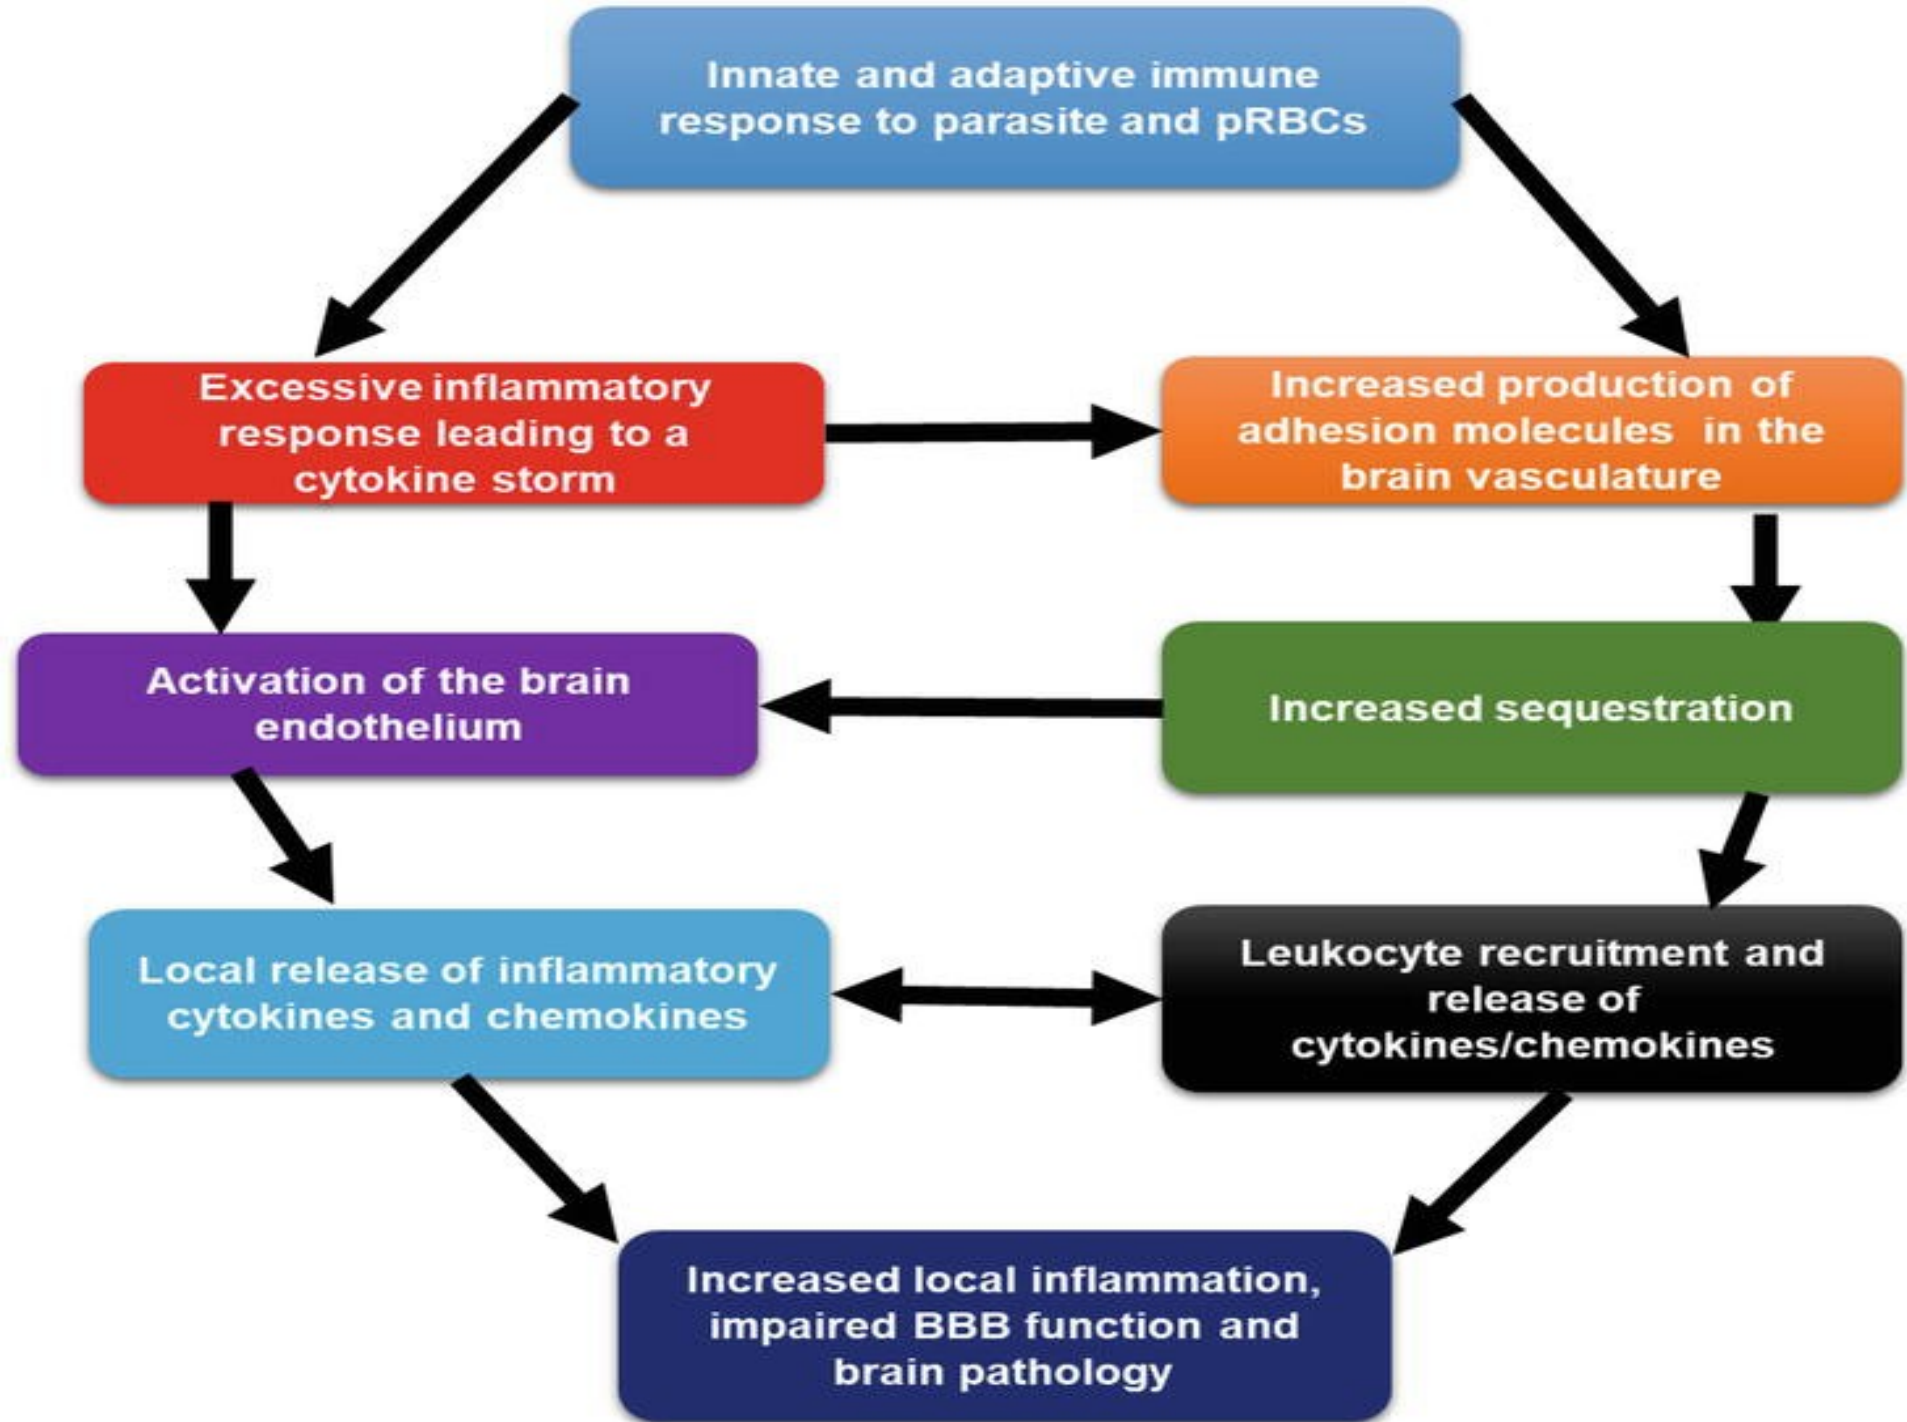 Innate and adaptive immune
response to parasite and pRBCs
Excessive inflammatory
response leading to a
cytokine storm
Increased production of
adhesion molecules in the
brain vasculature
Activation of the brain
endothelium
Increased sequestration
Local release of inflammatory
cytokines and chemokines
Leukocyte recruitment and
release of
cytokines/chemokines
Increased local inflammation,
impaired BBB function and
brain pathology